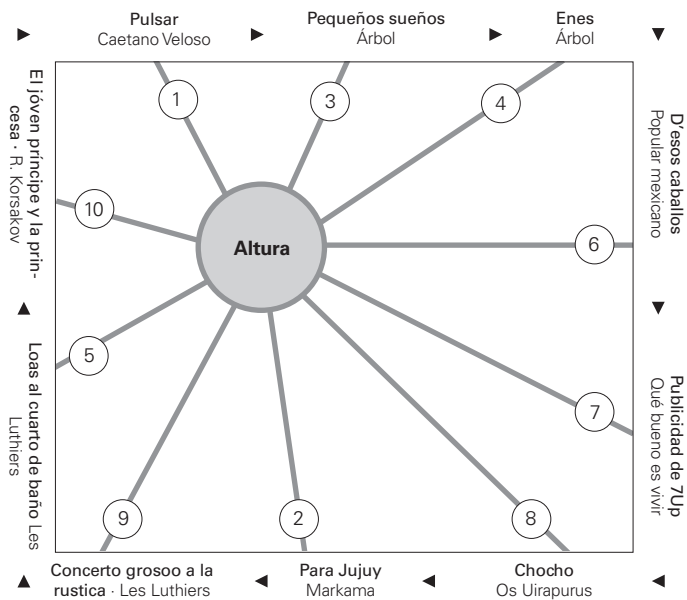 Pulsar
Caetano Veloso
Pequeños sueños
Árbol
Enes
Árbol
D'esos caballos
Popular mexicano
Publicidad de 7Up
Qué bueno es vivir
Chocho
Os Uirapurus
Para Jujuy
Markama
Concerto grosoo a la
rustica · Les Luthiers
Loas al cuarto de baño Les
Luthiers
El jóven príncipe y la prin-
cesa · R. Korsakov
1
3
4
10
Altura
6
5
7
9
2
8